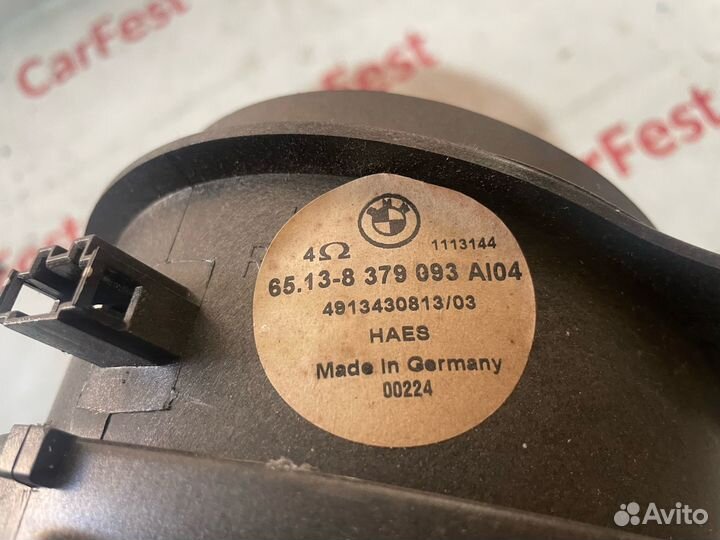 CarFest
CarFest
CarFest
BMW
4Ω
1113144
65.13-8 379 093 AI04
4913430813/03
HAES
Made in Germany
00224
Avito